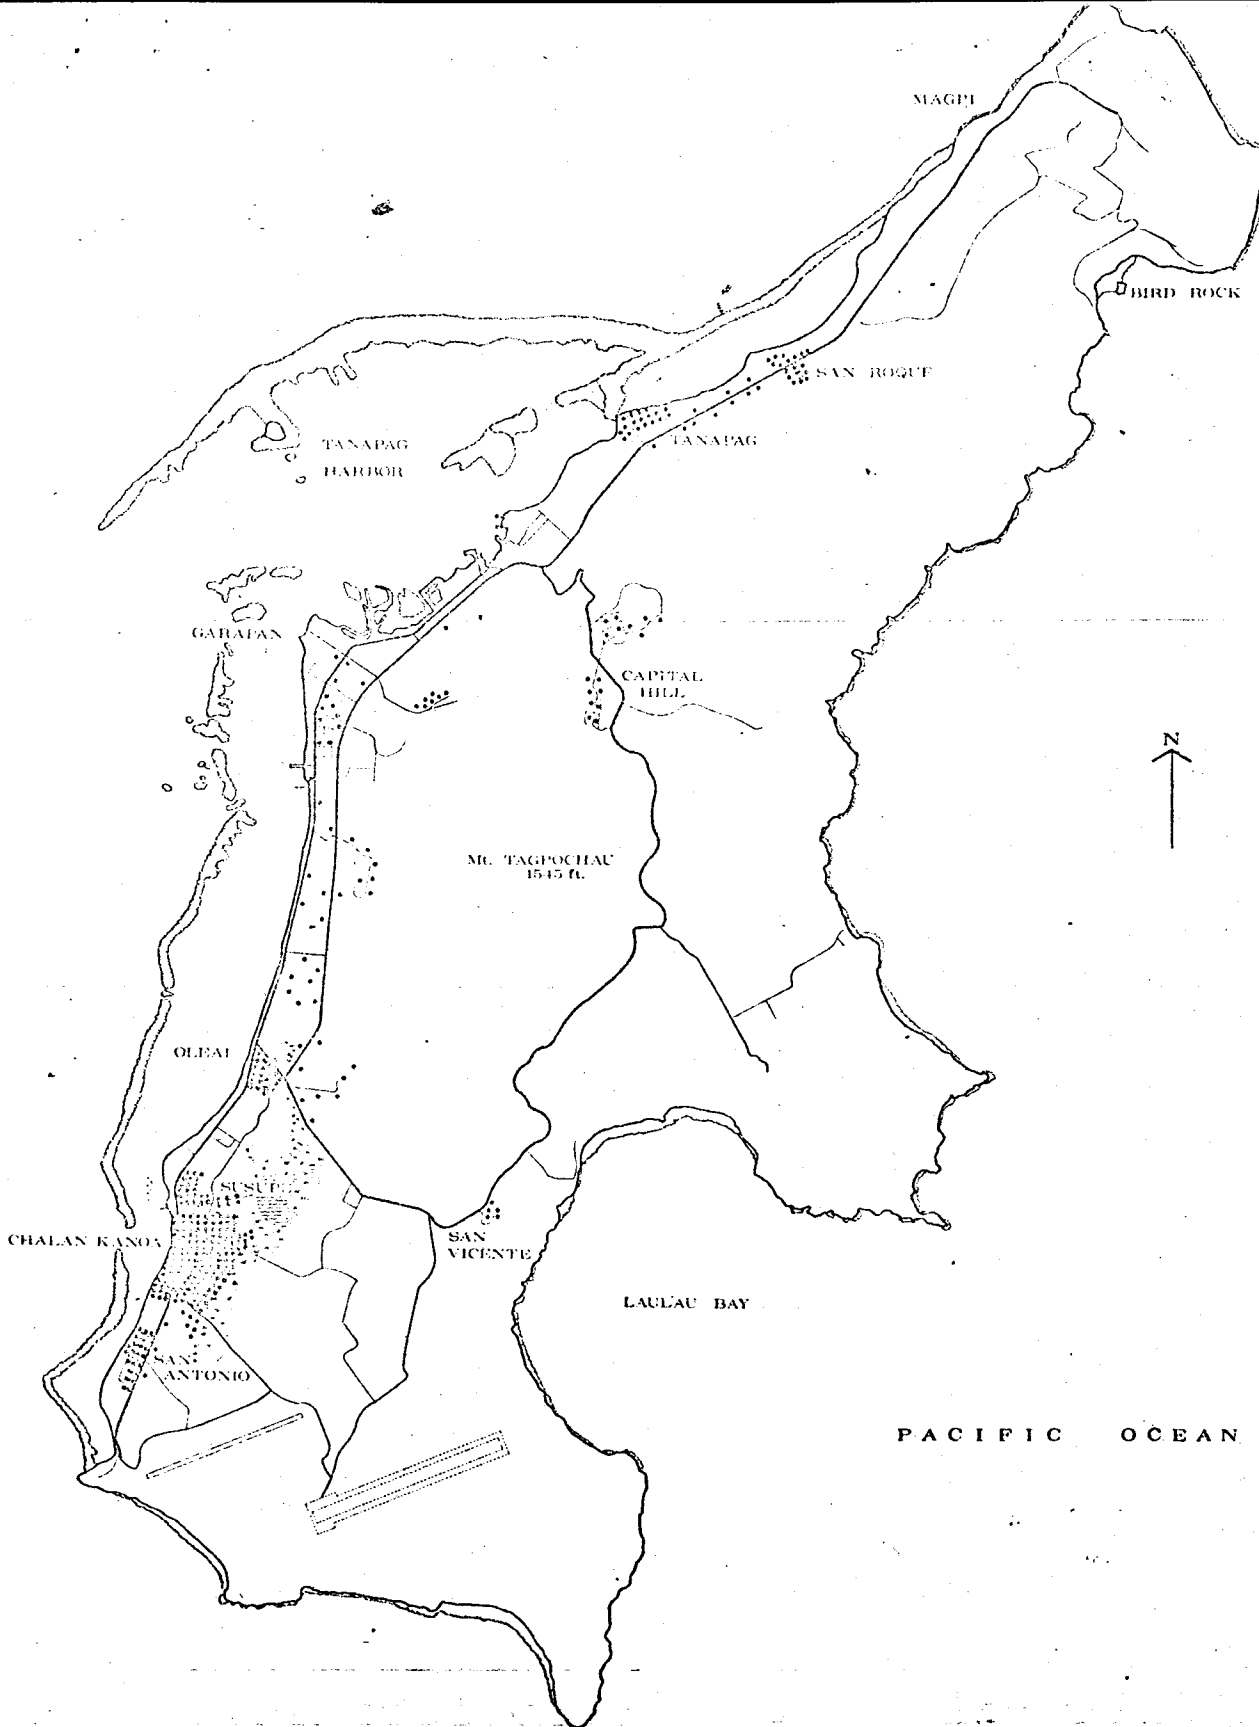 MAGPI
BIRD ROCK
SAN ROQUE
TANAPAG
TANAPAG
HARBOR
GARAPAN
CAPITAL
HILL
N
Mt. TAGPOCHAU
1545 ft.
OLEAI
SUSUP
CHALAN KANOA
SAN
VICENTE
LAULAU BAY
SAN
ANTONIO
PACIFIC OCEAN